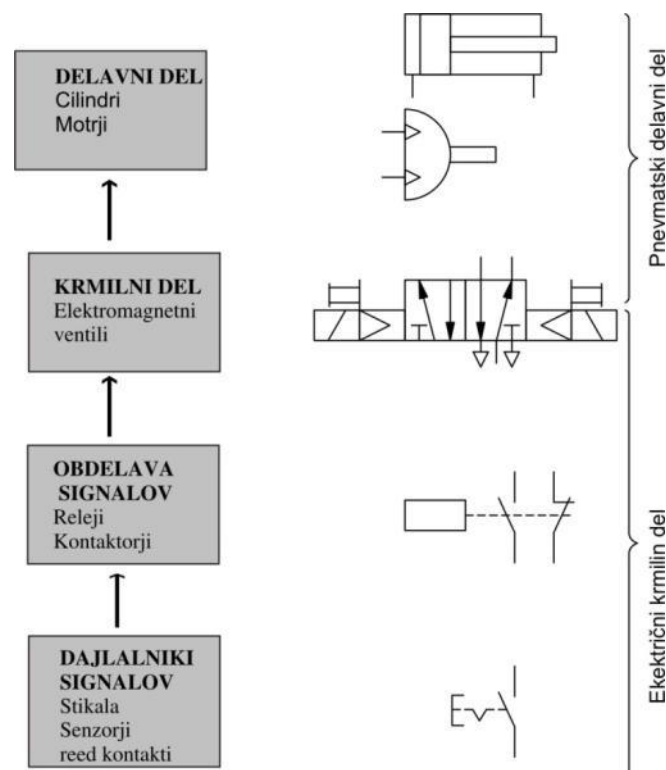 DELAVNI DEL
Cilindri
Motrji
KRMILNI DEL
Elektromagnetni
ventili
OBDELAVA
SIGNALOV
Releji
Kontaktorji
DAJLALNIKI
SIGNALOV
Stikala
Senzorji
reed kontakti
Pnevmatski delavni del
Ekektrični krmilin del